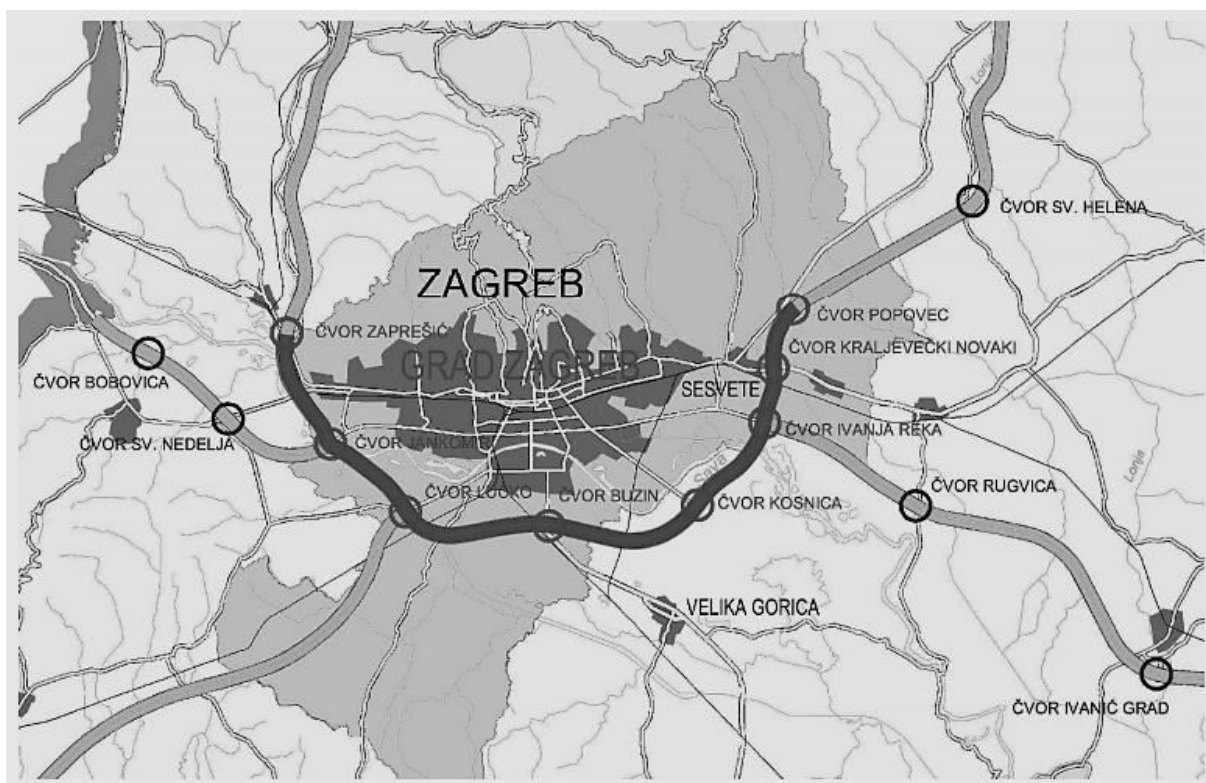 Lonja
ČVOR SV. HELENA
ZAGREB
ČVOR POPOVEC
ČVOR ZAPREŠIĆ
ČVOR KRALJEVEČKI NOVAKI
GRAD ZAGREB
ČVOR BOBOVICA
SESVETE
ČVOR IVANJA REKA
ČVOR SV. NEDELJA
ČVOR JANKOMIR
Lonja
Sava
ČVOR RUGVICA
ČVOR LUČKO
ČVOR BUZIN
ČVOR KOSNICA
VELIKA GORICA
ČVOR IVANIĆ GRAD